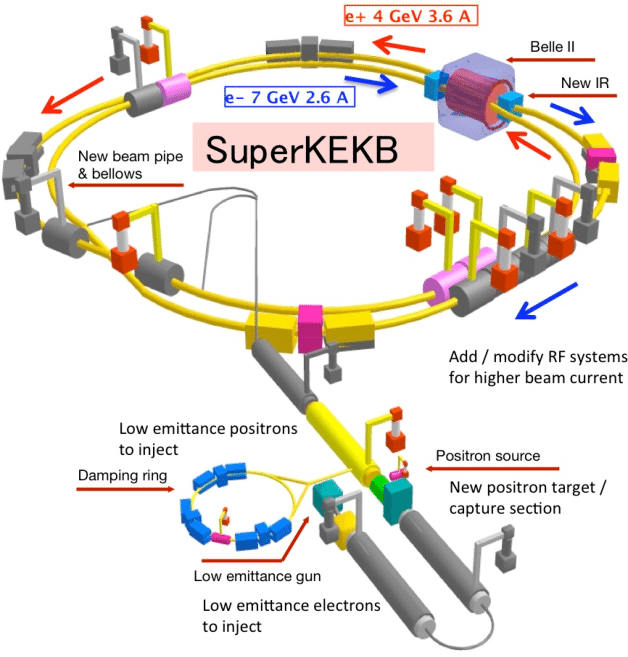 e+ 4 GeV 3.6 A
Belle II
New IR
e- 7 GeV 2.6 A
SuperKEKB
New beam pipe
& bellows
Add / modify RF systems
for higher beam current
Low emittance positrons
to inject
Damping ring
Positron source
New positron target /
capture section
Low emittance gun
Low emittance electrons
to inject